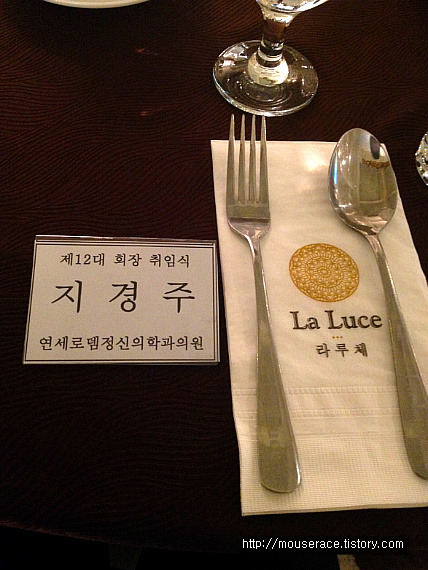 제12대 회장 취임식
지경주
연세로뎀정신의학과의원
La Luce
라루체
http://mouserace.tistory.com